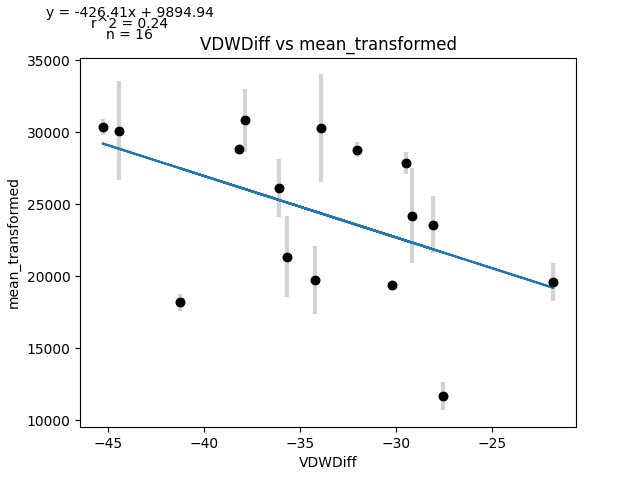 y = -426.41x + 9894.94
r^2 = 0.24
n = 16
VDWDiff vs mean_transformed
35000
30000
25000
20000
15000
10000
mean_transformed
−45
−40
−35
−30
−25
VDWDiff